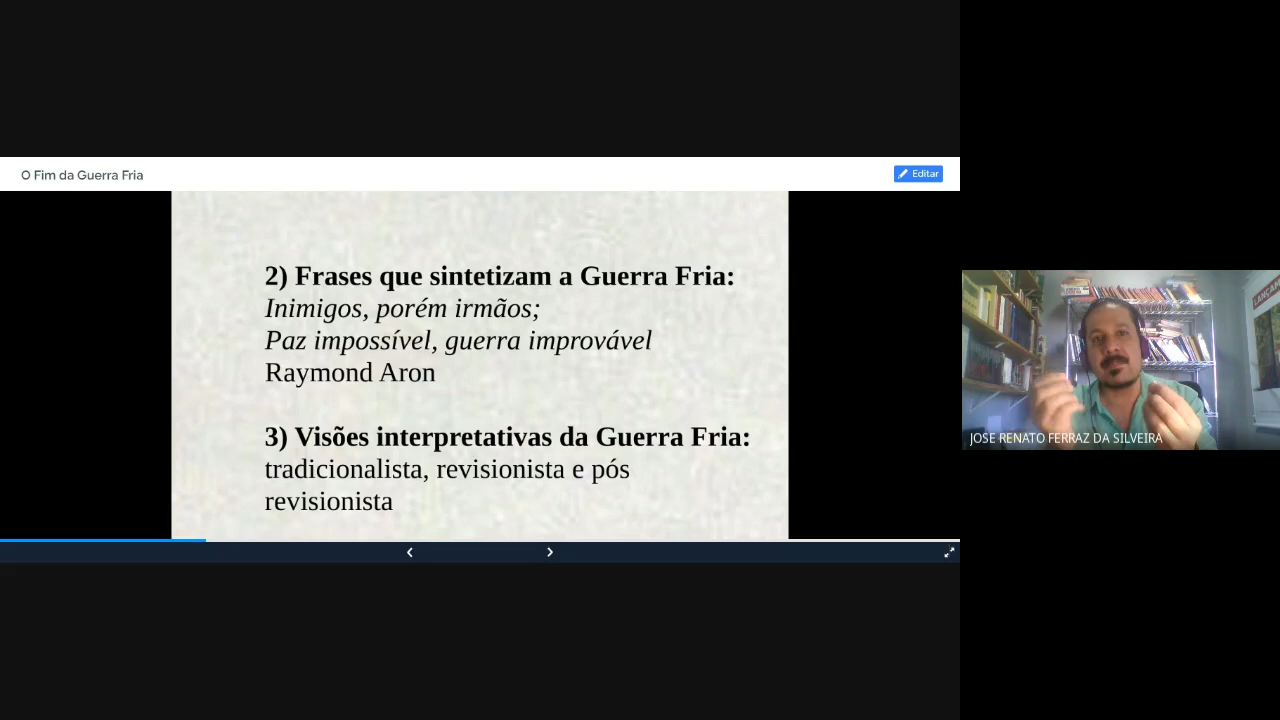 O Fim da Guerra Fria
Editar
2) Frases que sintetizam a Guerra Fria:
Inimigos, porém irmãos;
Paz impossível, guerra improvável
Raymond Aron
3) Visões interpretativas da Guerra Fria:
tradicionalista, revisionista e pós
revisionista
JOSE RENATO FERRAZ DA SILVEIRA